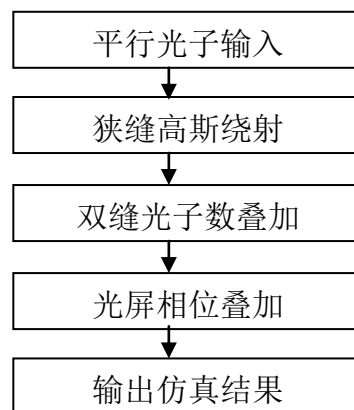 平行光子输入
狭缝高斯绕射
双缝光子数叠加
光屏相位叠加
输出仿真结果